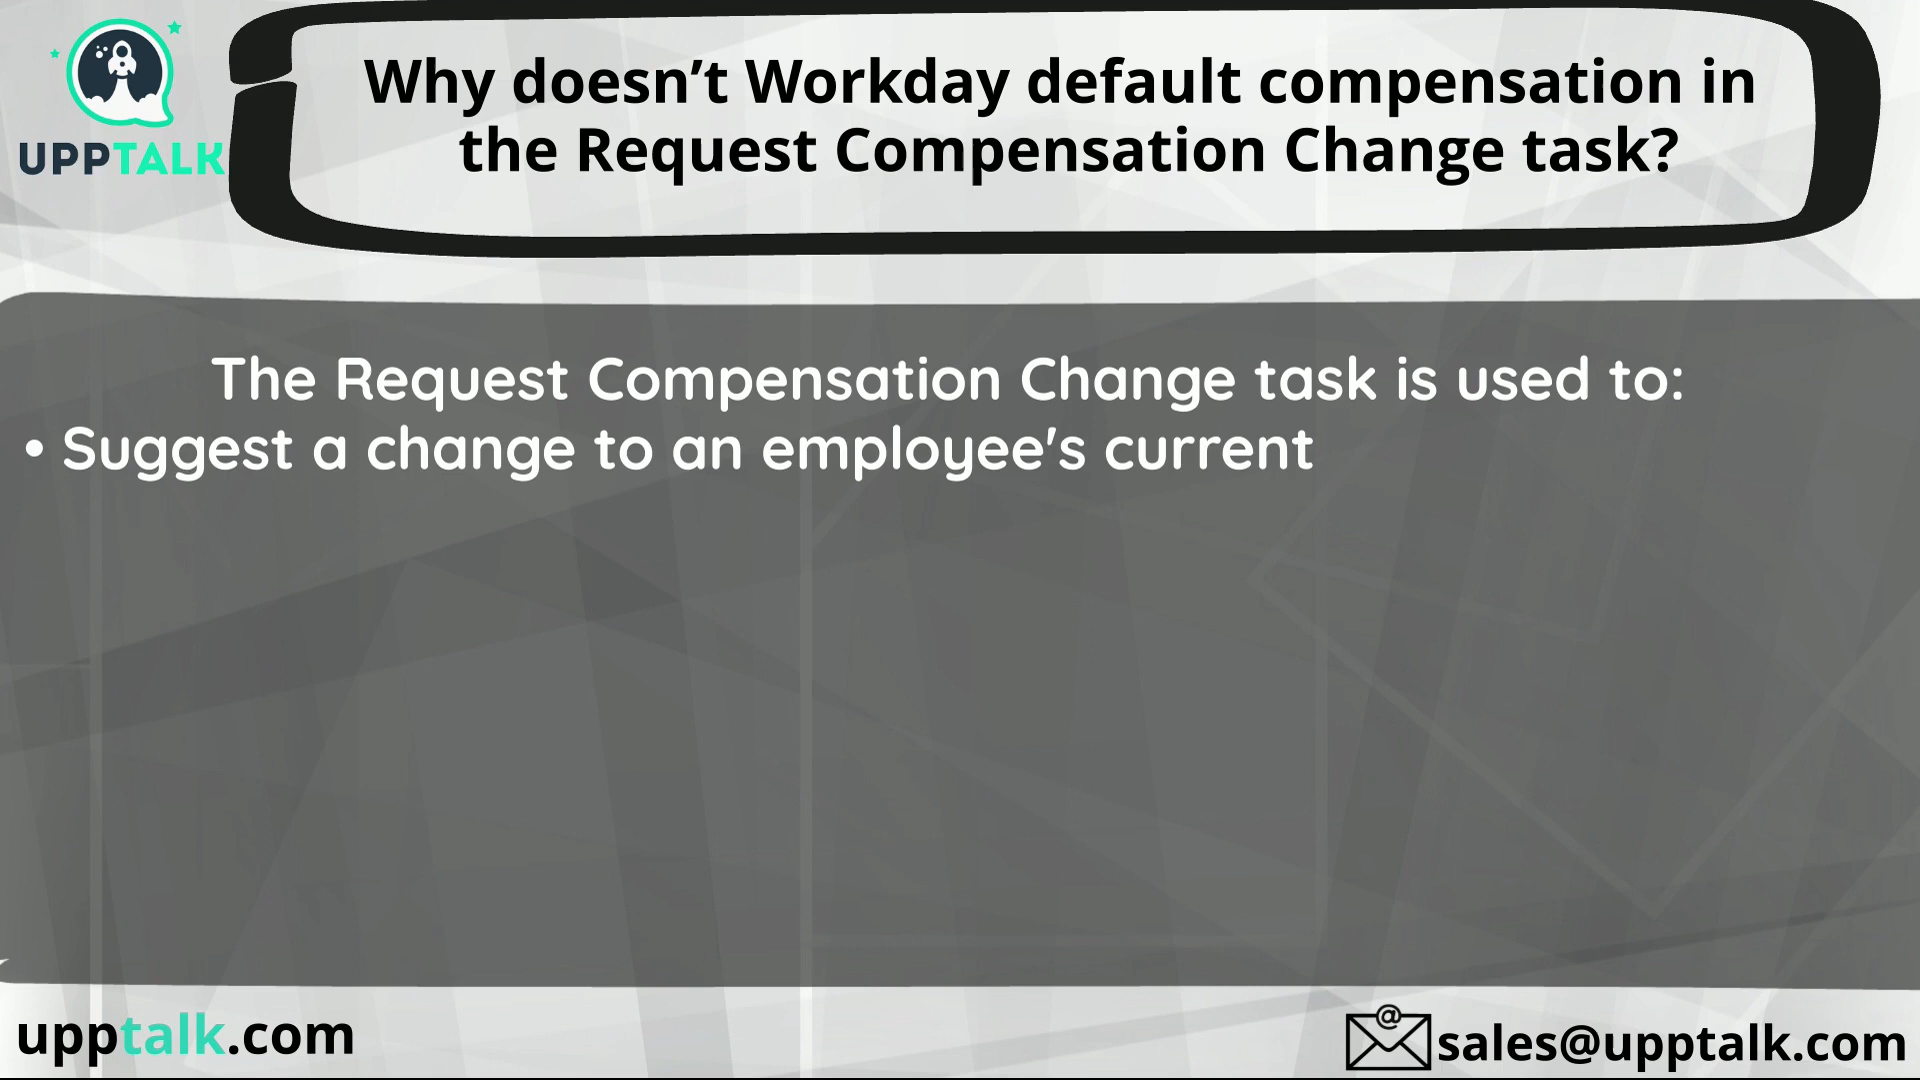 UPPTALK
Why doesn’t Workday default compensation in
the Request Compensation Change task?
The Request Compensation Change task is used to:
• Suggest a change to an employee's current
upptalk.com
@
sales@upptalk.com